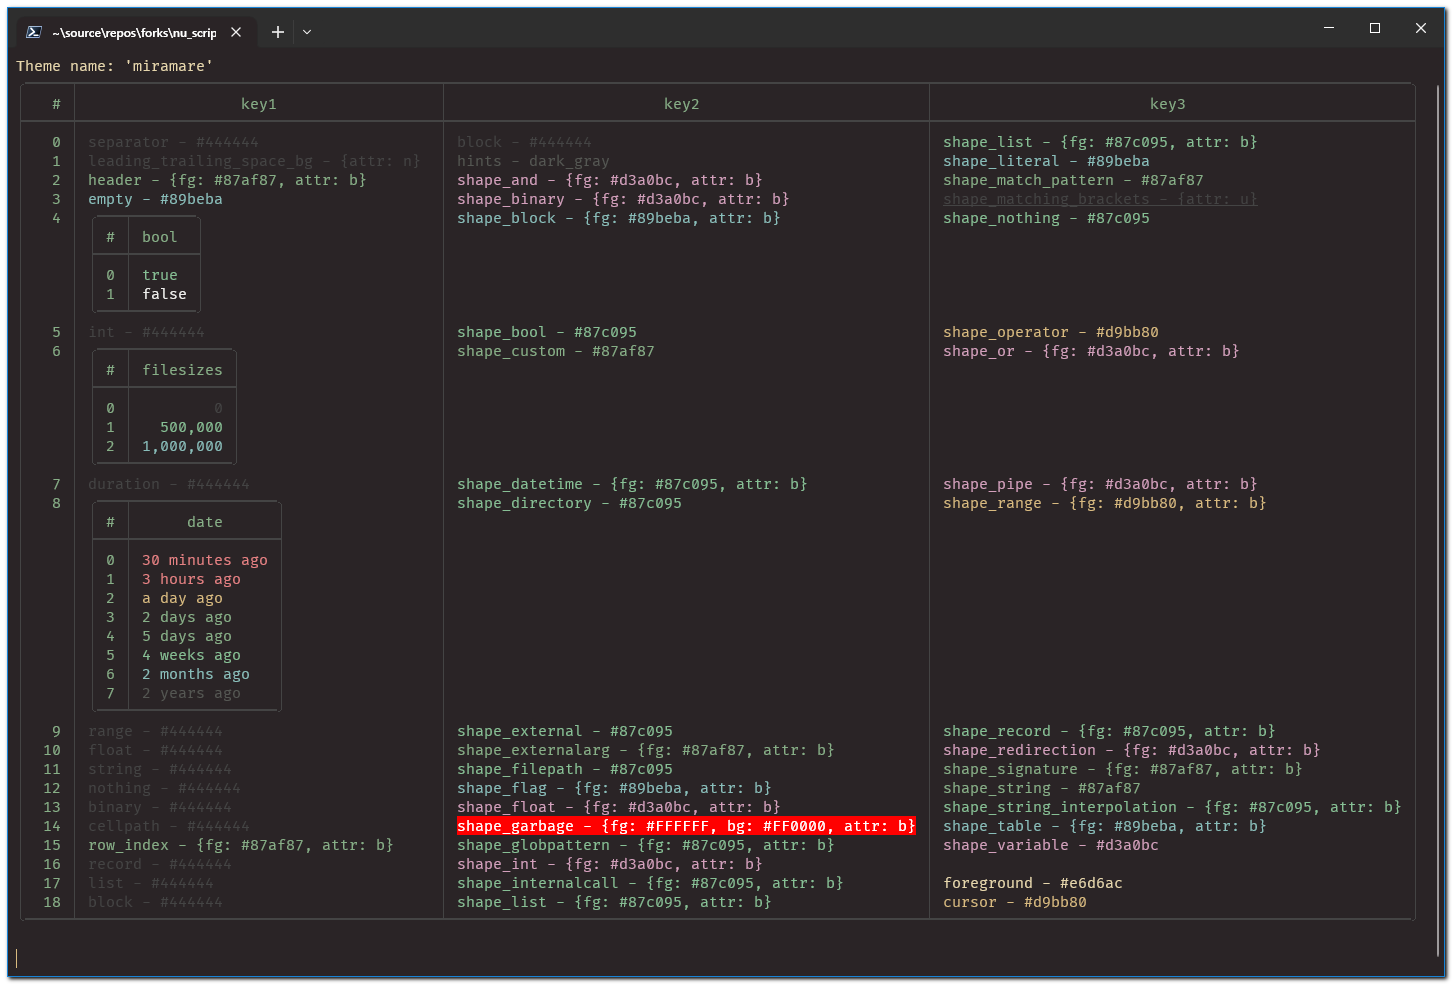 ~\source\repos\forks\nu_scrip
Theme name: 'miramare'
# key1 key2 key3
0 separator - #444444 block - #444444 shape_list - {fg: #87c095, attr: b}
1 leading_trailing_space_bg - {attr: n} hints - dark_gray shape_literal - #89beba
2 header - {fg: #87af87, attr: b} shape_and - {fg: #d3a0bc, attr: b} shape_match_pattern - #87af87
3 empty - #89beba shape_binary - {fg: #d3a0bc, attr: b} shape_matching_brackets - {attr: u}
4 shape_block - {fg: #89beba, attr: b} shape_nothing - #87c095
# bool
0 true
1 false
5 int - #444444 shape_bool - #87c095 shape_operator - #d9bb80
6 shape_custom - #87af87 shape_or - {fg: #d3a0bc, attr: b}
# filesizes
0 0
1 500,000
2 1,000,000
7 duration - #444444 shape_datetime - {fg: #87c095, attr: b} shape_pipe - {fg: #d3a0bc, attr: b}
8 shape_directory - #87c095 shape_range - {fg: #d9bb80, attr: b}
# date
0 30 minutes ago
1 3 hours ago
2 a day ago
3 2 days ago
4 5 days ago
5 4 weeks ago
6 2 months ago
7 2 years ago
9 range - #444444 shape_external - #87c095 shape_record - {fg: #87c095, attr: b}
10 float - #444444 shape_externalarg - {fg: #87af87, attr: b} shape_redirection - {fg: #d3a0bc, attr: b}
11 string - #444444 shape_filepath - #87c095 shape_signature - {fg: #87af87, attr: b}
12 nothing - #444444 shape_flag - {fg: #89beba, attr: b} shape_string - #87af87
13 binary - #444444 shape_float - {fg: #d3a0bc, attr: b} shape_string_interpolation - {fg: #87c095, attr: b}
14 cellpath - #444444 shape_garbage - {fg: #FFFFFF, bg: #FF0000, attr: b} shape_table - {fg: #89beba, attr: b}
15 row_index - {fg: #87af87, attr: b} shape_globpattern - {fg: #87c095, attr: b} shape_variable - #d3a0bc
16 record - #444444 shape_int - {fg: #d3a0bc, attr: b}
17 list - #444444 shape_internalcall - {fg: #87c095, attr: b} foreground - #e6d6ac
18 block - #444444 shape_list - {fg: #87c095, attr: b} cursor - #d9bb80